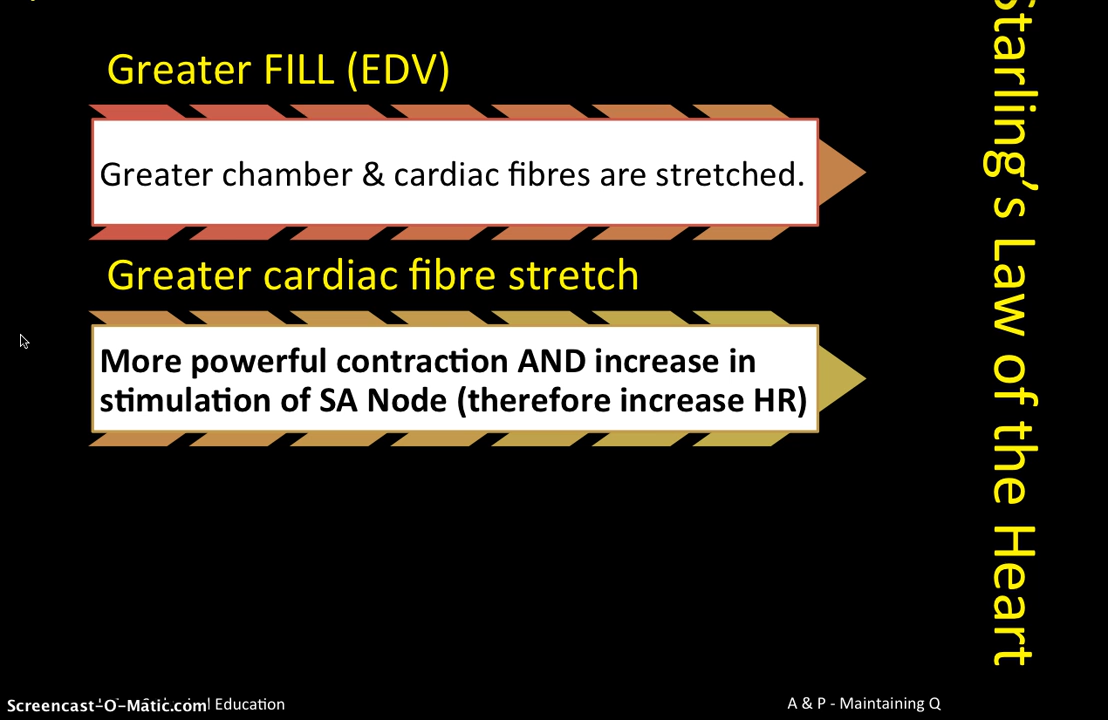 Greater FILL (EDV)
Greater chamber & cardiac fibres are stretched.
Greater cardiac fibre stretch
More powerful contraction AND increase in
stimulation of SA Node (therefore increase HR)
Starling's Law of the Heart
Screencast-O-Matic.com
Education
A & P - Maintaining Q